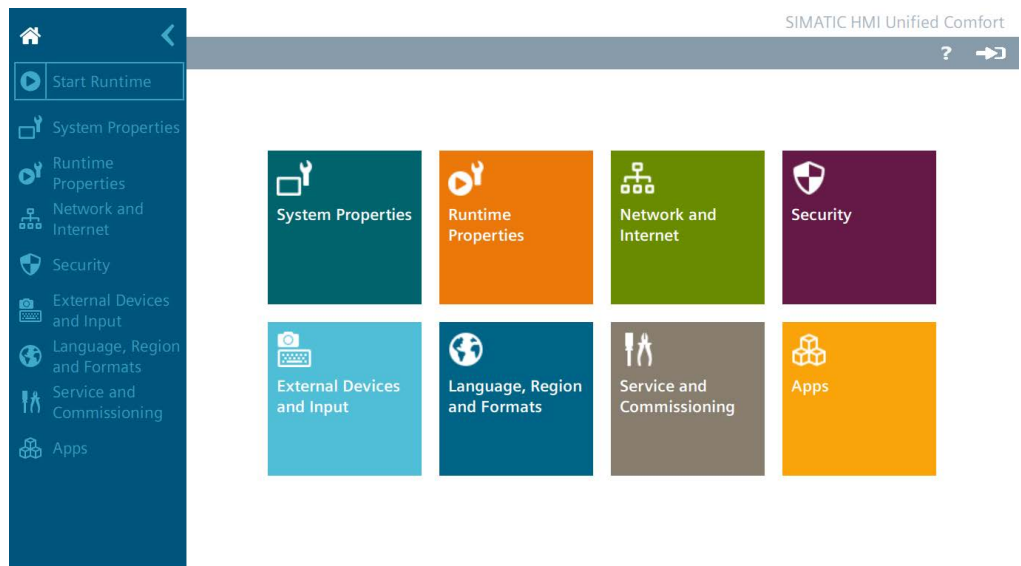 SIMATIC HMI Unified Comfort
?
Start Runtime
System Properties
Runtime
Properties
Network and
Internet
Security
External Devices
and Input
Language, Region
and Formats
Service and
Commissioning
Apps
System Properties
Runtime
Properties
Network and
Internet
Security
External Devices
and Input
Language, Region
and Formats
Service and
Commissioning
Apps